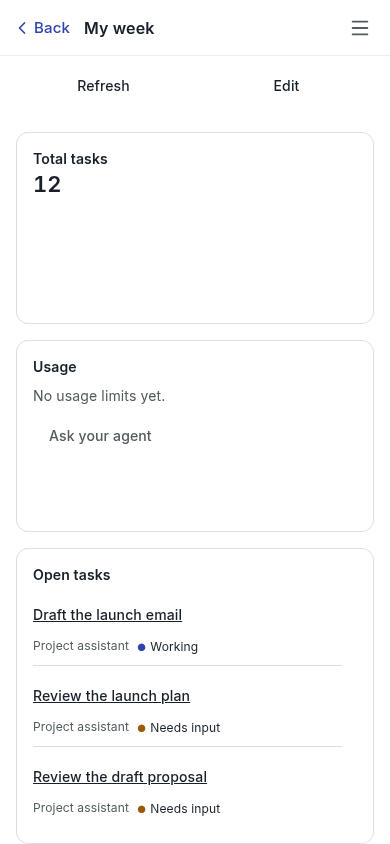 Back My week
Refresh Edit
Total tasks
12
Usage
No usage limits yet.
Ask your agent
Open tasks
Draft the launch email
Project assistant Working
Review the launch plan
Project assistant Needs input
Review the draft proposal
Project assistant Needs input